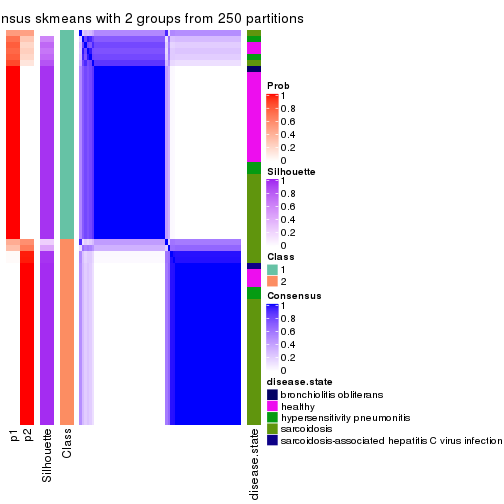 nsus skmeans with 2 groups from 250 partitions
Prob
1
0.8
0.6
0.4
0.2
0
Silhouette
1
0.8
0.6
0.4
0.2
0
Class
1
2
Consensus
1
0.8
0.6
0.4
0.2
0
disease.state
bronchiolitis obliterans
healthy
hypersensitivity pneumonitis
sarcoidosis
sarcoidosis-associated hepatitis C virus infection
p1
p2
Silhouette
Class
disease.state